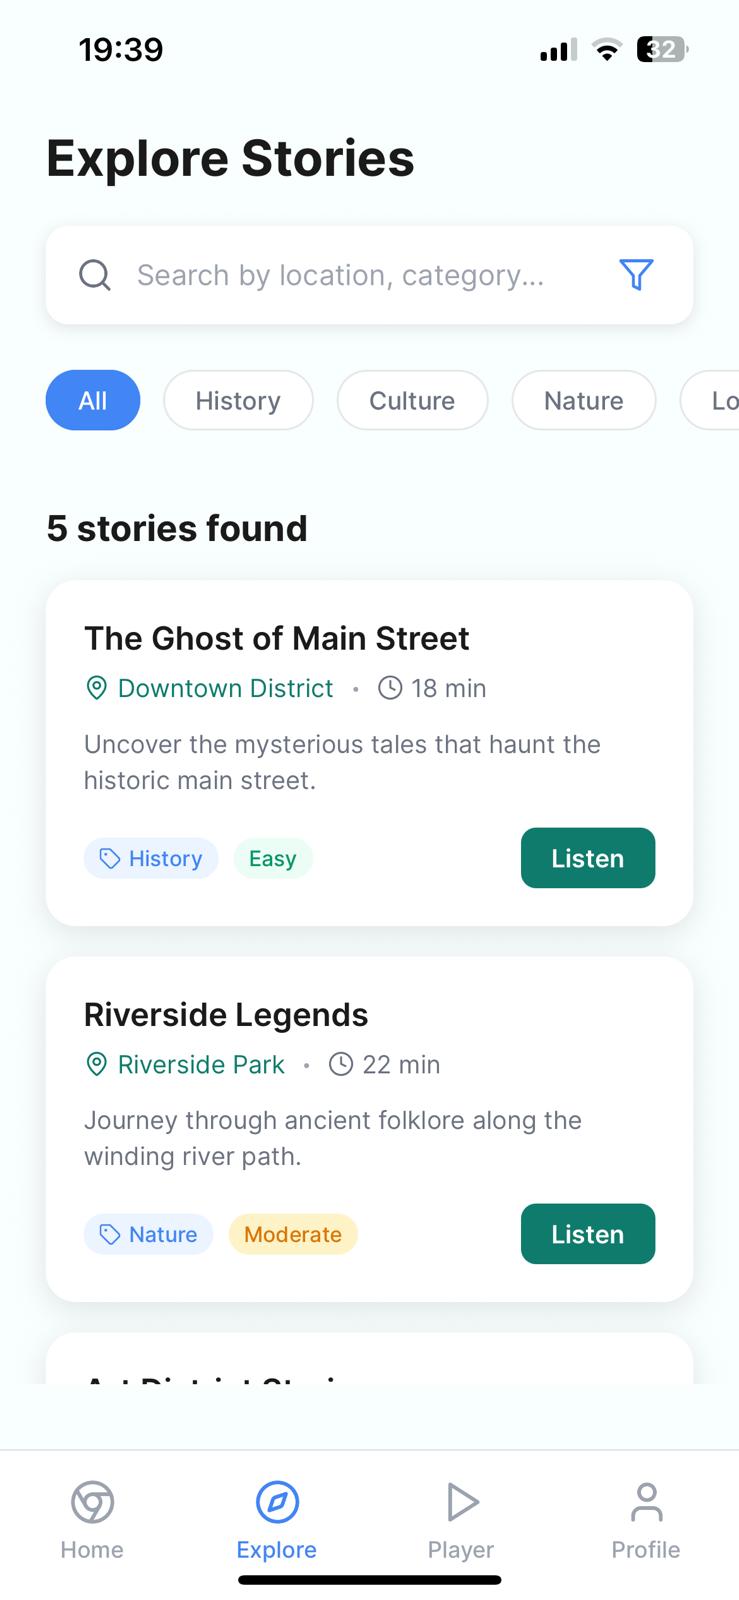 19:39
32
Explore Stories
Search by location, category...
All
History
Culture
Nature
Lo
5 stories found
The Ghost of Main Street
Downtown District • 18 min
Uncover the mysterious tales that haunt the
historic main street.
History
Easy
Listen
Riverside Legends
Riverside Park • 22 min
Journey through ancient folklore along the
winding river path.
Nature
Moderate
Listen
Home
Explore
Player
Profile